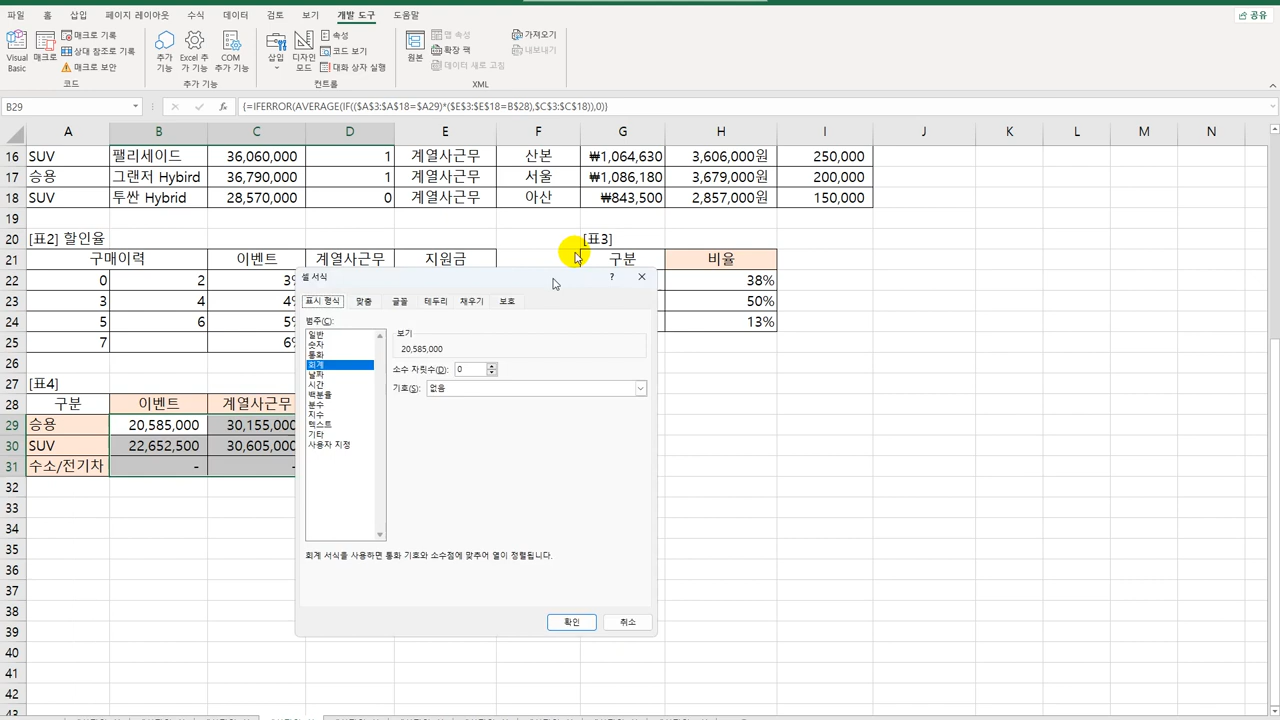 파일 홈 삽입 페이지 레이아웃 수식 데이터 검토 보기 개발 도구 도움말 공유
Visual Basic
매크로
매크로 기록
상대 참조로 기록
매크로 보안
코드
추가 기능
Excel 추가 기능
COM 추가 기능
추가 기능
삽입
디자인 모드
속성
코드 보기
대화 상자 실행
컨트롤
원본
맵 속성
확장 팩
데이터 새로 고침
가져오기
내보내기
XML
B29 fx {=IFERROR(AVERAGE(IF(($A$3:$A$18=$A29)*($E$3:$E$18=B$28),$C$3:$C$18)),0)}
A B C D E F G H I J K L M N
16 SUV 팰리세이드 36,060,000 1 계열사근무 산본 ₩1,064,630 3,606,000원 250,000
17 승용 그랜저 Hybird 36,790,000 1 계열사근무 서울 ₩1,086,180 3,679,000원 200,000
18 SUV 투싼 Hybrid 28,570,000 0 계열사근무 아산 ₩843,500 2,857,000원 150,000
19
20 [표2] 할인율 [표3]
21 구매이력 이벤트 계열사근무 지원금 구분 비율
22 0 2 3% 38%
23 3 4 4% 50%
24 5 6 5% 13%
25 7 6%
26
27 [표4]
28 구분 이벤트 계열사근무
29 승용 20,585,000 30,155,000
30 SUV 22,652,500 30,605,000
31 수소/전기차 - -
32
33
34
35
36
37
38
39
40
41
42
43
셀 서식 ? ×
표시 형식 맞춤 글꼴 테두리 채우기 보호
범주(C):
일반
숫자
통화
회계
날짜
시간
백분율
분수
지수
텍스트
기타
사용자 지정
보기
20,585,000
소수 자릿수(D): 0
기호(S): 없음
회계 서식을 사용하면 통화 기호와 소수점에 맞추어 열이 정렬됩니다.
확인 취소